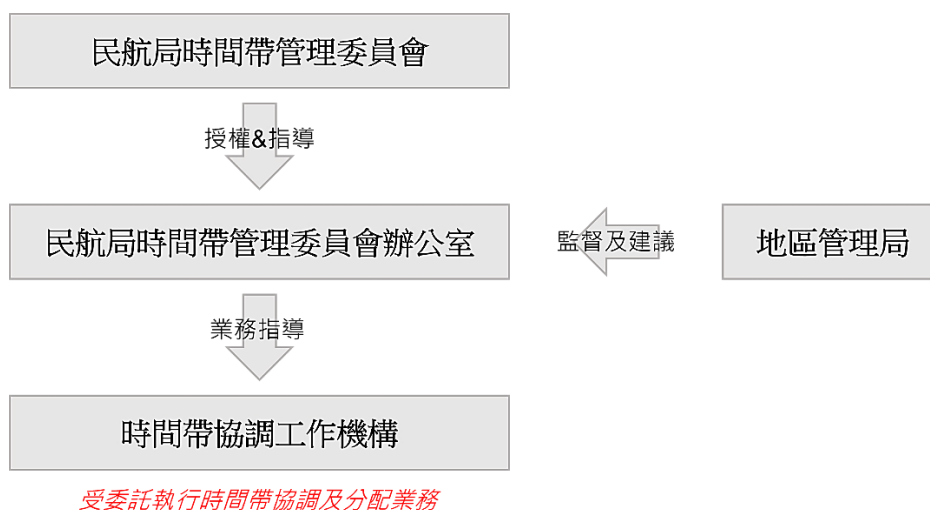 民航局時間帶管理委員會
授權&指導
民航局時間帶管理委員會辦公室
監督及建議
地區管理局
業務指導
時間帶協調工作機構
受委託執行時間帶協調及分配業務